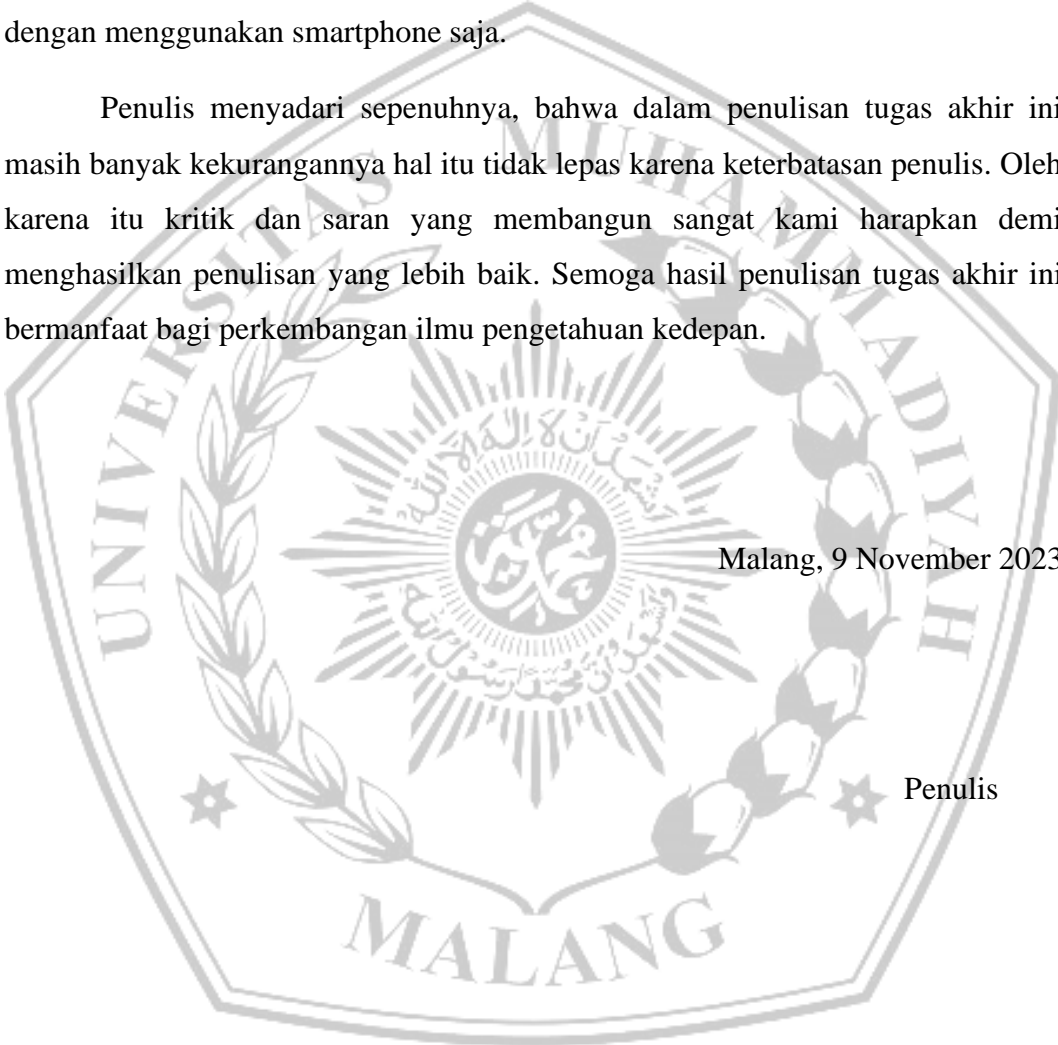 dengan menggunakan smartphone saja.
Penulis menyadari sepenuhnya, bahwa dalam penulisan tugas akhir ini
masih banyak kekurangannya hal itu tidak lepas karena keterbatasan penulis. Oleh
karena itu kritik dan saran yang membangun sangat kami harapkan demi
menghasilkan penulisan yang lebih baik. Semoga hasil penulisan tugas akhir ini
bermanfaat bagi perkembangan ilmu pengetahuan kedepan.
Malang, 9 November 2023
Penulis
UNIVERSITAS MUHAMMADIYAH
MALANG